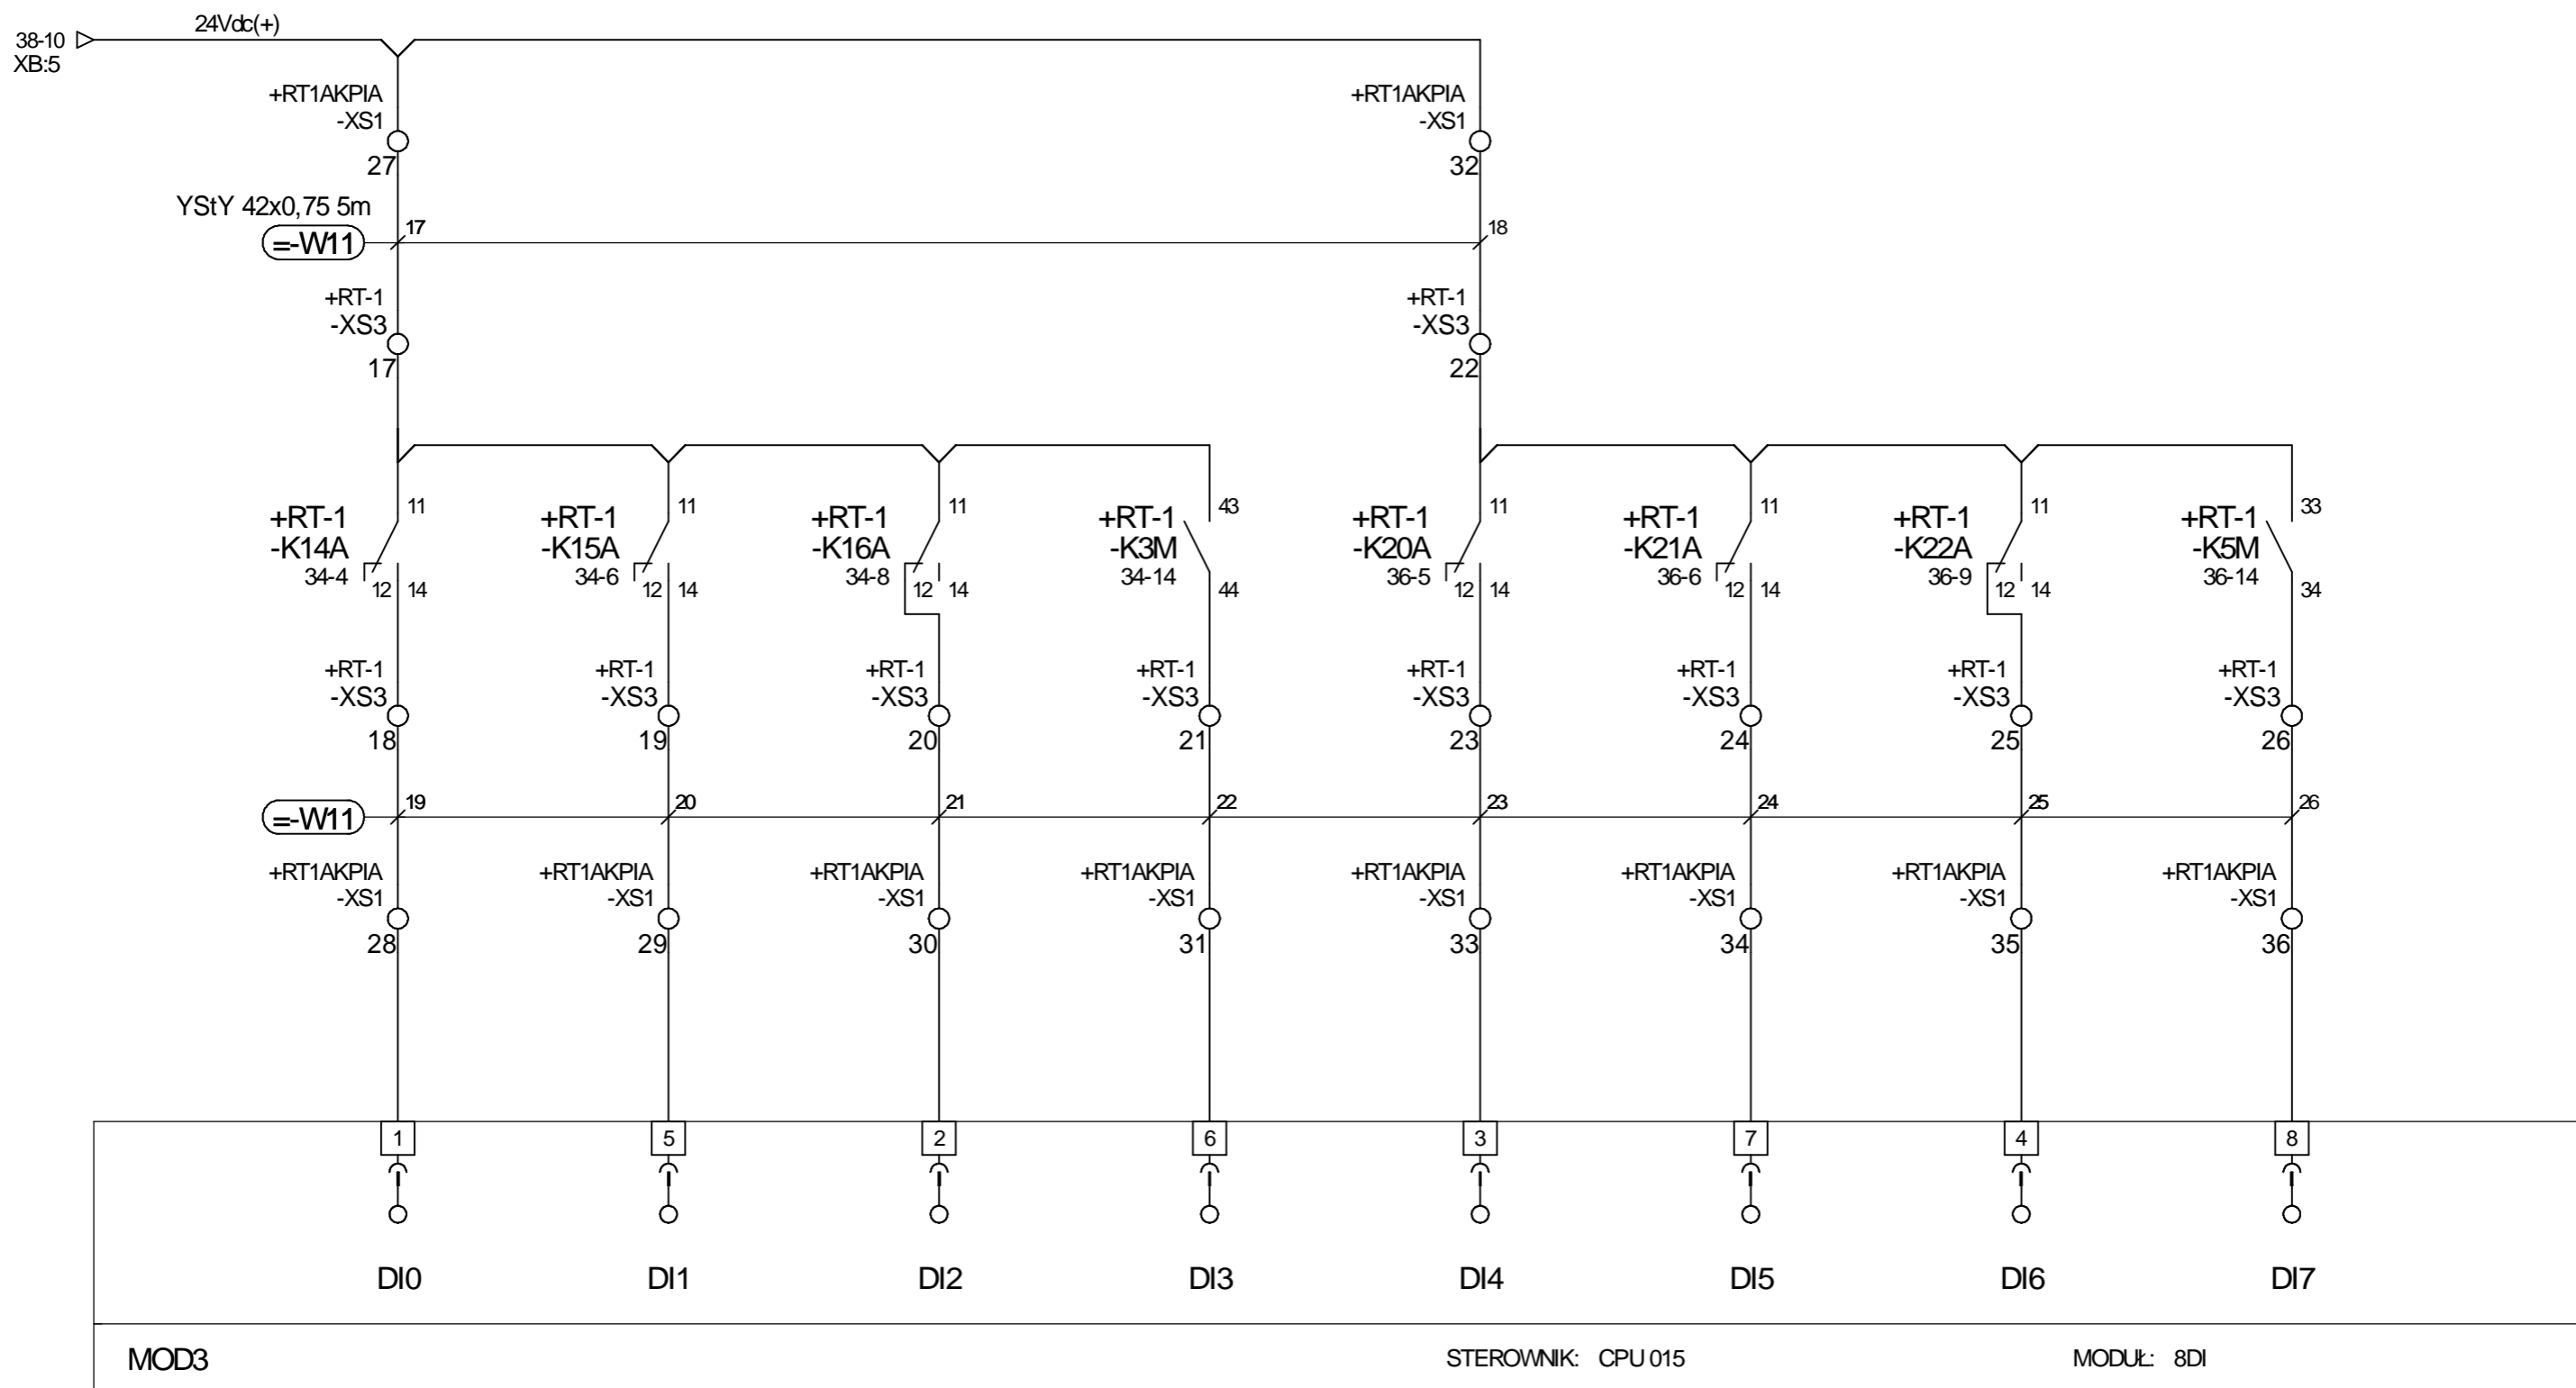 24Vdc(+)
38-10
XB:5
+RT1AKPIA +RT1AKPIA
-XS1 -XS1
27 32
YStY 42x0,75 5m
=-W11 17 18
+RT-1 +RT-1
-XS3 -XS3
17 22
11 11 11 43 11 11 11 33
+RT-1 +RT-1 +RT-1 +RT-1 +RT-1 +RT-1 +RT-1 +RT-1
-K14A -K15A -K16A -K3M -K20A -K21A -K22A -K5M
34-4 34-6 34-8 34-14 36-5 36-6 36-9 36-14
12 14 12 14 12 14 44 12 14 12 14 12 14 34
+RT-1 +RT-1 +RT-1 +RT-1 +RT-1 +RT-1 +RT-1 +RT-1
-XS3 -XS3 -XS3 -XS3 -XS3 -XS3 -XS3 -XS3
18 19 20 21 23 24 25 26
=-W11 19 20 21 22 23 24 25 26
+RT1AKPIA +RT1AKPIA +RT1AKPIA +RT1AKPIA +RT1AKPIA +RT1AKPIA +RT1AKPIA +RT1AKPIA
-XS1 -XS1 -XS1 -XS1 -XS1 -XS1 -XS1 -XS1
28 29 30 31 33 34 35 36
1 5 2 6 3 7 4 8
DI0 DI1 DI2 DI3 DI4 DI5 DI6 DI7
MOD3 STEROWNIK: CPU 015 MODUŁ: 8DI